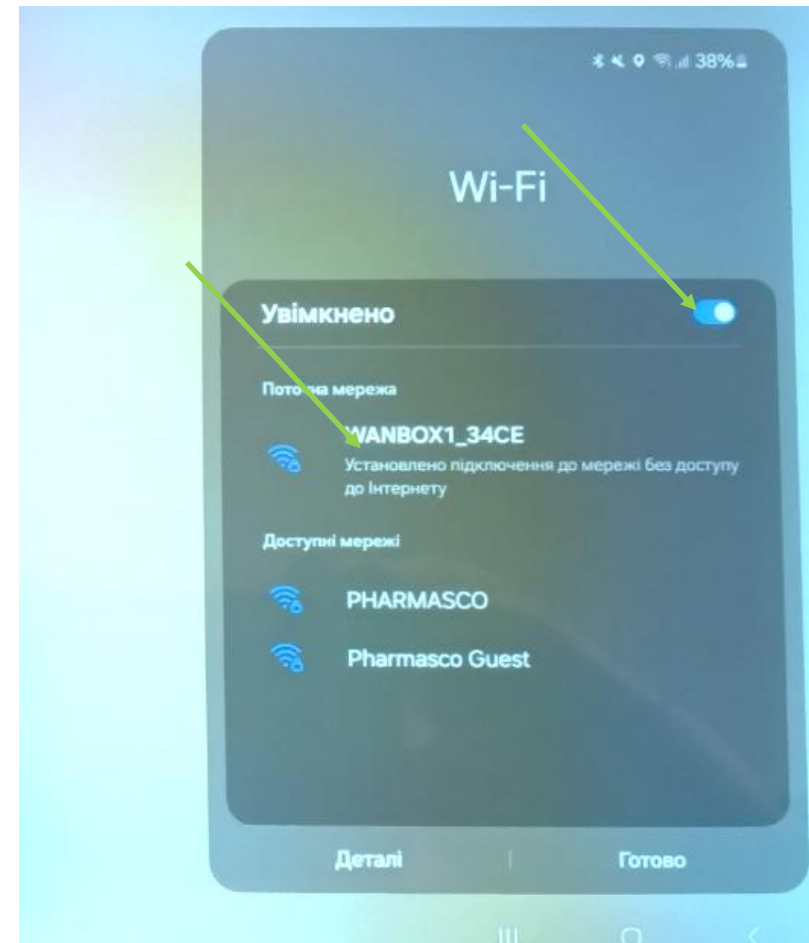 38%
Wi-Fi
Увімкнено
Поточна мережа
WANBOX1_34CE
Установлено підключення до мережі без доступу
до Інтернету
Доступні мережі
PHARMASCO
Pharmasco Guest
Деталі
Готово